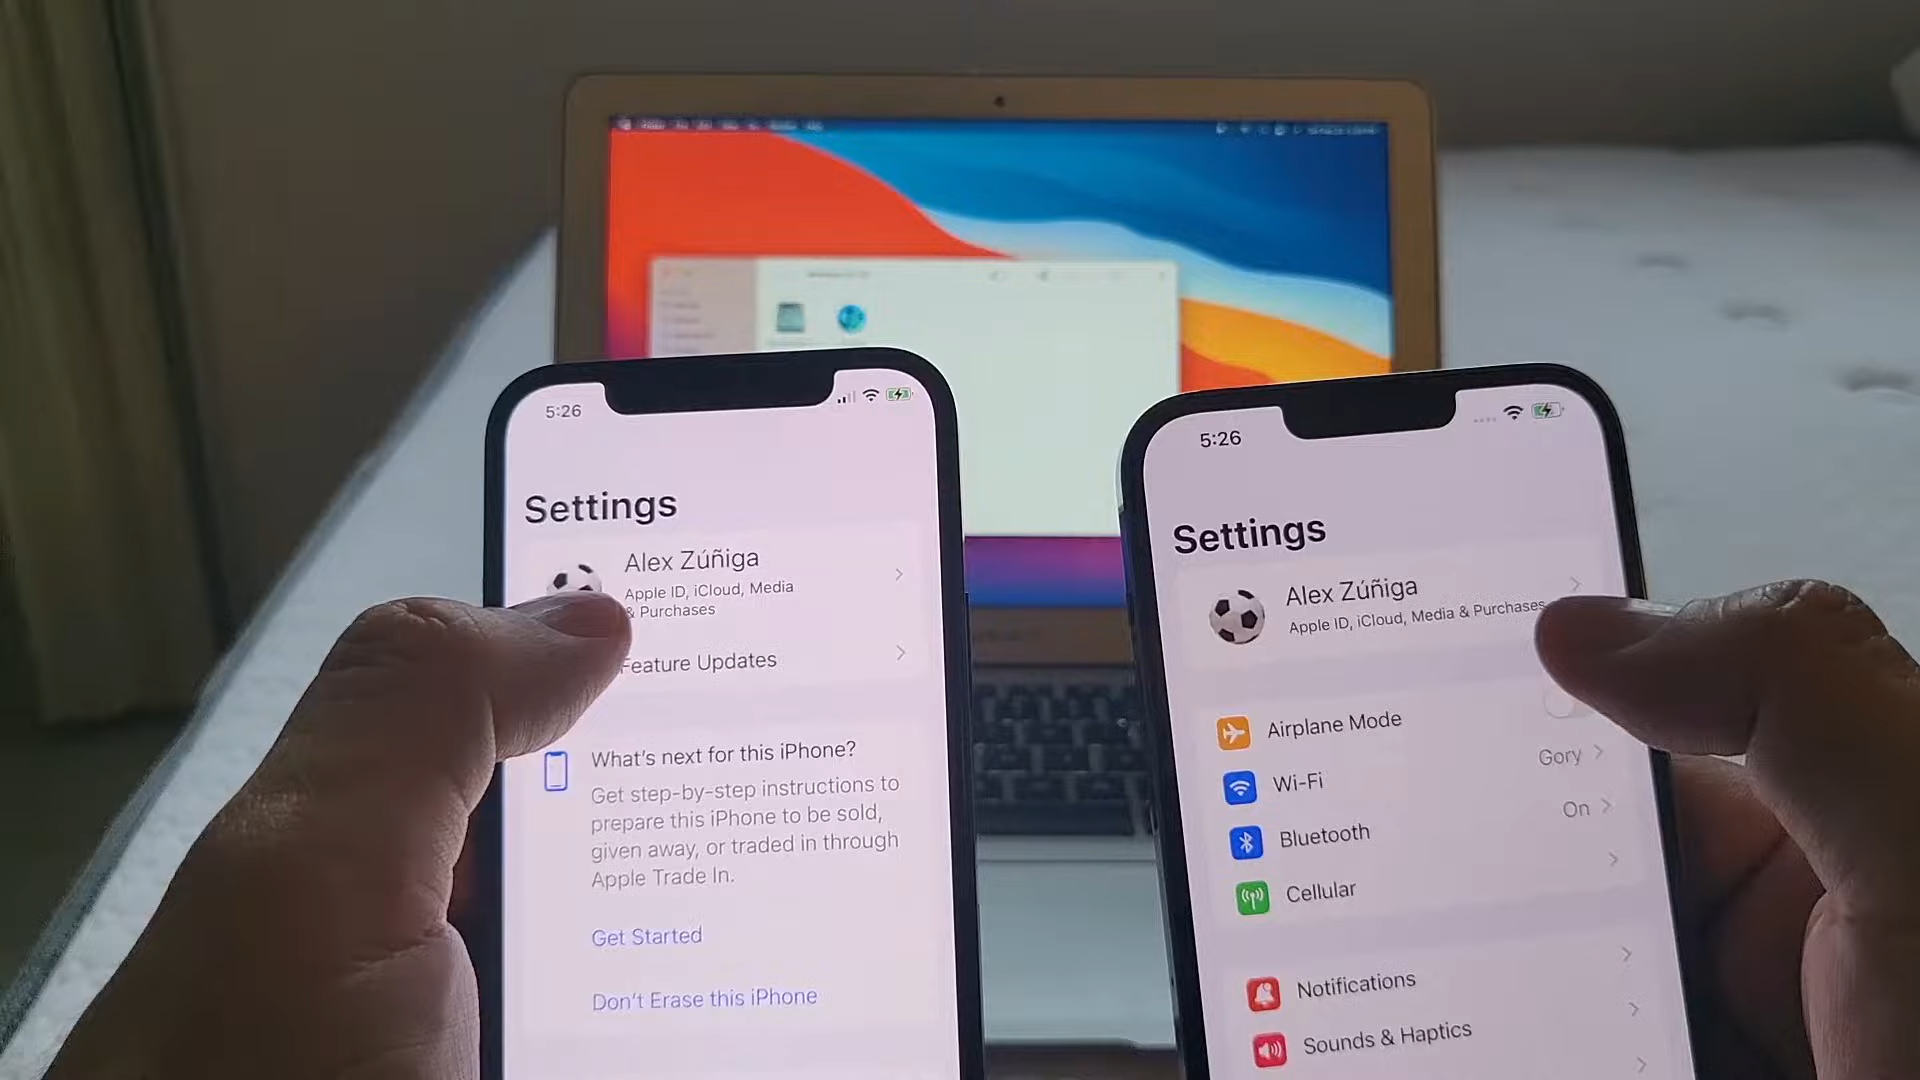 5:26
Settings
Alex Zúñiga
Apple ID, iCloud, Media
& Purchases
Feature Updates
What's next for this iPhone?
Get step-by-step instructions to
prepare this iPhone to be sold,
given away, or traded in through
Apple Trade In.
Get Started
Don't Erase this iPhone
5:26
Settings
Alex Zúñiga
Apple ID, iCloud, Media & Purchases
Airplane Mode
Wi-Fi Gory
Bluetooth On
Cellular
Notifications
Sounds & Haptics